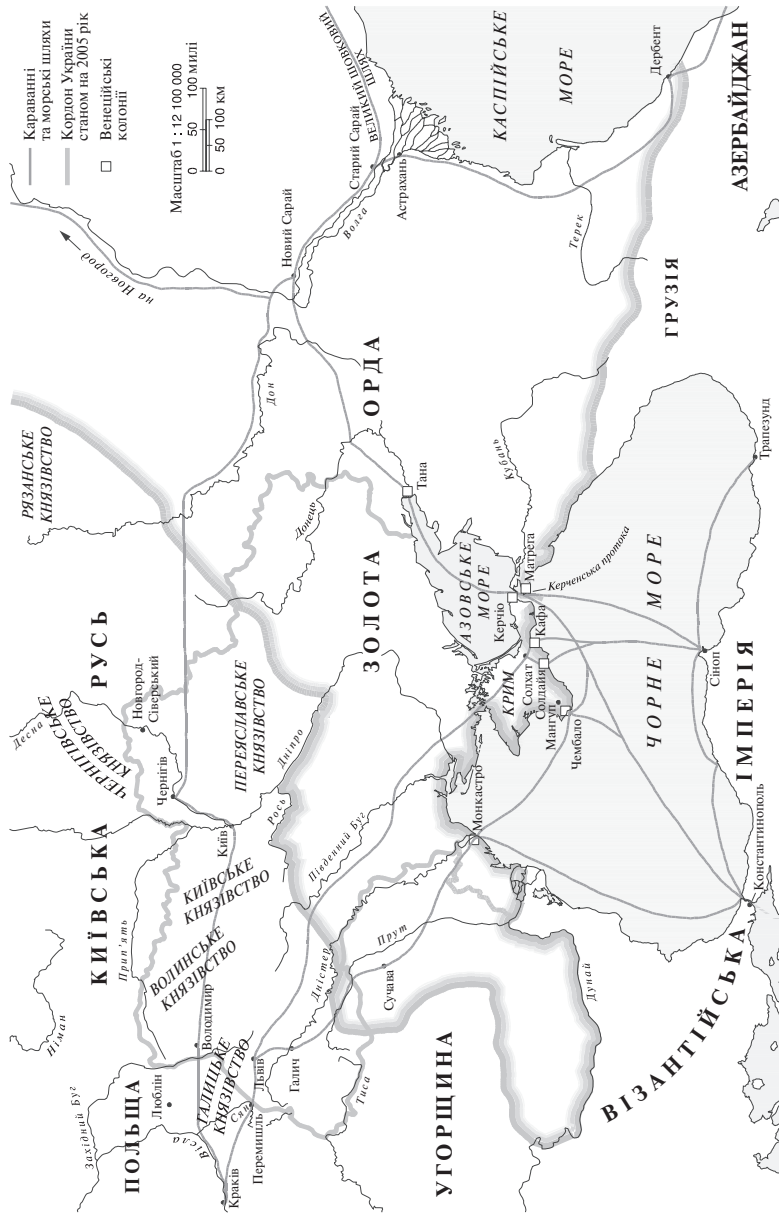 Караванні
та морські шляхи
Кордон України
станом на 2005 рік
Венеційські
колонії
Масштаб 1 : 12 100 000
0 50 100 милі
0 50 100 км
ПОЛЬЩА
КИЇВСЬКА РУСЬ
РЯЗАНСЬКЕ
КНЯЗІВСТВО
ЧЕРНІГІВСЬКЕ
КНЯЗІВСТВО
ПЕРЕЯСЛАВСЬКЕ
КНЯЗІВСТВО
КИЇВСЬКЕ
КНЯЗІВСТВО
ВОЛИНСЬКЕ
КНЯЗІВСТВО
ГАЛИЦЬКЕ
КНЯЗІВСТВО
УГОРЩИНА
ЗОЛОТА ОРДА
ВІЗАНТІЙСЬКА ІМПЕРІЯ
ГРУЗІЯ
АЗЕРБАЙДЖАН
КРИМ
КАСПІЙСЬКЕ
МОРЕ
АЗОВСЬКЕ
МОРЕ
ЧОРНЕ МОРЕ
Керченська протока
ВЕЛИКИЙ ШОВКОВИЙ
ШЛЯХ
на Новгород
Західний Буг
Німан
Прип'ять
Десна
Вісла
Сян
Тиса
Дністер
Прут
Дунай
Південний Буг
Рось
Дніпро
Донець
Дон
Волга
Кубань
Терек
Краків
Люблін
Перемишль
Володимир
Львів
Галич
Сучава
Київ
Чернігів
Новгород-
Сіверський
Новий Сарай
Старий Сарай
Астрахань
Дербент
Тана
Матрега
Керчіо
Кафа
Солхат
Солдайя
Мангуп
Чембало
Монкастро
Константинополь
Сіноп
Трапезунд